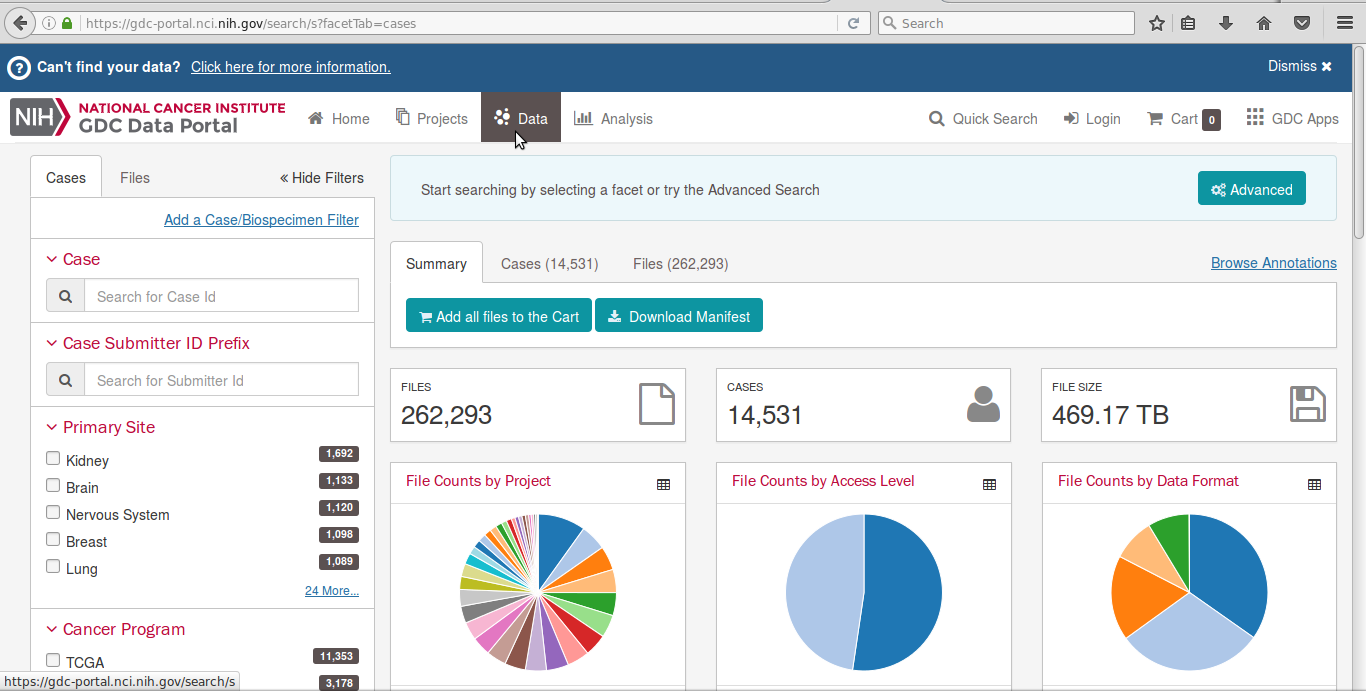 https://gdc-portal.nci.nih.gov/search/s?facetTab=cases
Search
Can't find your data? Click here for more information.
Dismiss ✖
NIH NATIONAL CANCER INSTITUTE
GDC Data Portal
Home
Projects
Data
Analysis
Quick Search
Login
Cart 0
GDC Apps
Cases
Files
« Hide Filters
Add a Case/Biospecimen Filter
Case
Search for Case Id
Case Submitter ID Prefix
Search for Submitter Id
Primary Site
Kidney 1,692
Brain 1,133
Nervous System 1,120
Breast 1,098
Lung 1,089
24 More...
Cancer Program
TCGA 11,353
3,178
https://gdc-portal.nci.nih.gov/search/s
Start searching by selecting a facet or try the Advanced Search
Advanced
Summary
Cases (14,531)
Files (262,293)
Browse Annotations
Add all files to the Cart
Download Manifest
FILES
262,293
CASES
14,531
FILE SIZE
469.17 TB
File Counts by Project
File Counts by Access Level
File Counts by Data Format